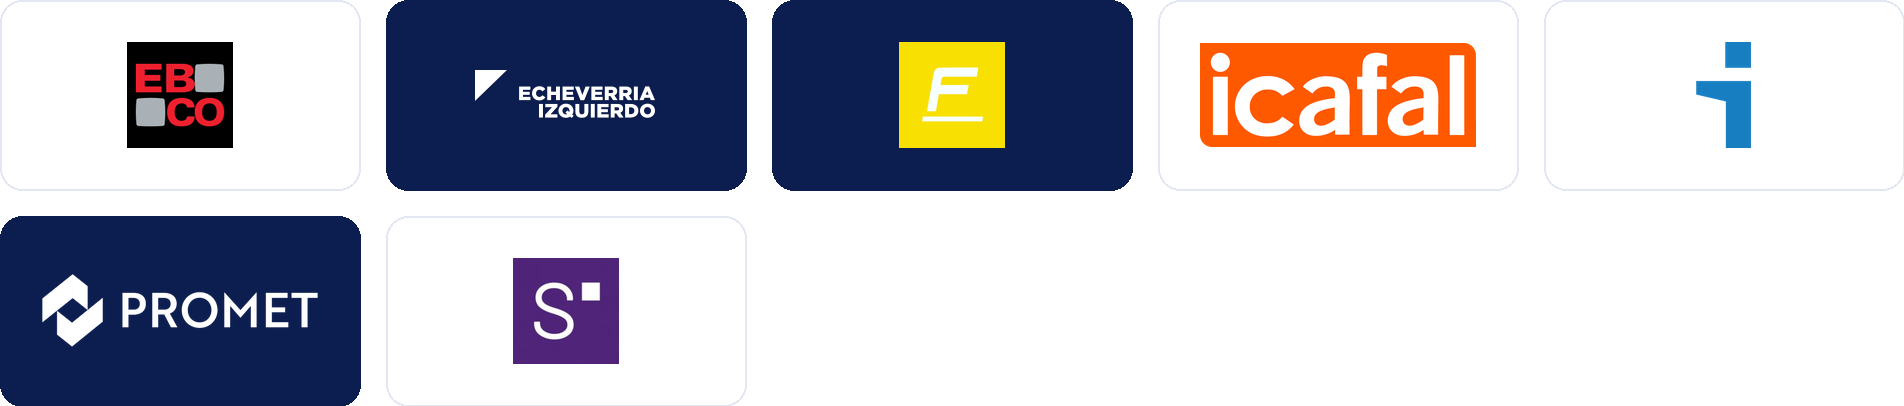 EB
CO
ECHEVERRIA
IZQUIERDO
F
icafal
i
PROMET
S